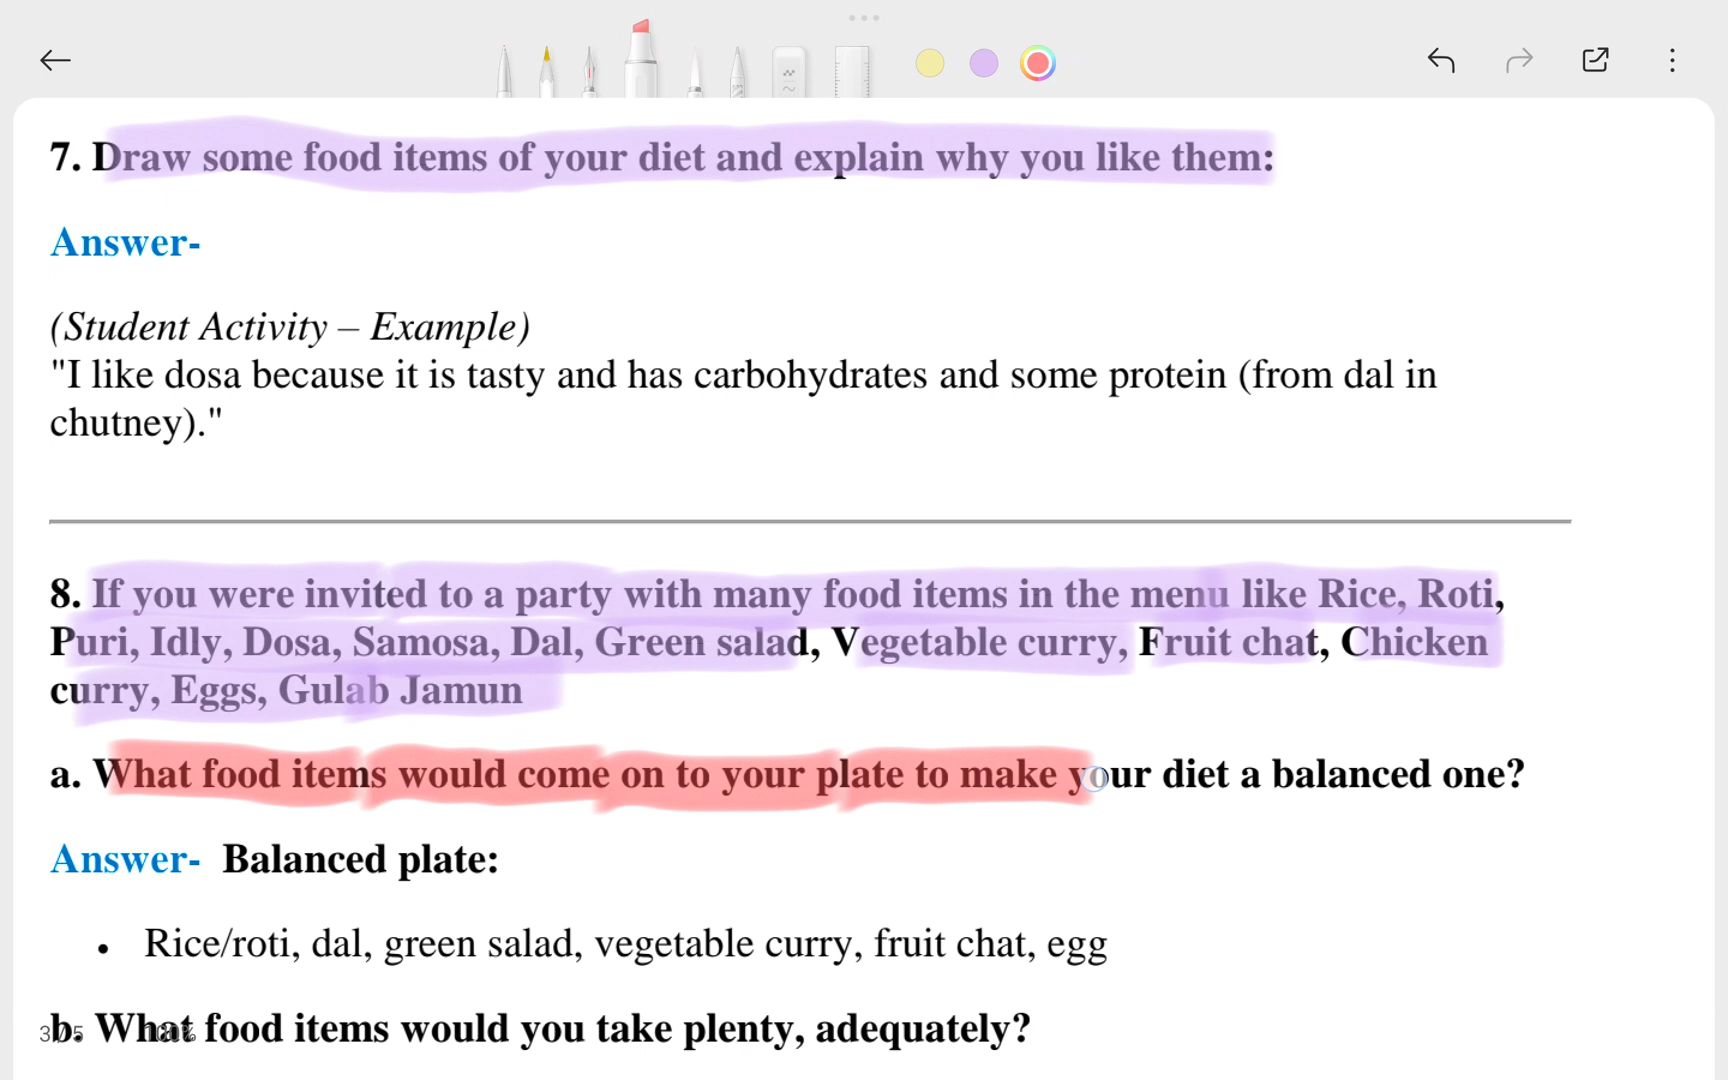 7. Draw some food items of your diet and explain why you like them:
Answer-
(Student Activity – Example)
"I like dosa because it is tasty and has carbohydrates and some protein (from dal in
chutney)."
8. If you were invited to a party with many food items in the menu like Rice, Roti,
Puri, Idly, Dosa, Samosa, Dal, Green salad, Vegetable curry, Fruit chat, Chicken
curry, Eggs, Gulab Jamun
a. What food items would come on to your plate to make your diet a balanced one?
Answer- Balanced plate:
• Rice/roti, dal, green salad, vegetable curry, fruit chat, egg
b. What food items would you take plenty, adequately?
3 / 5 100%